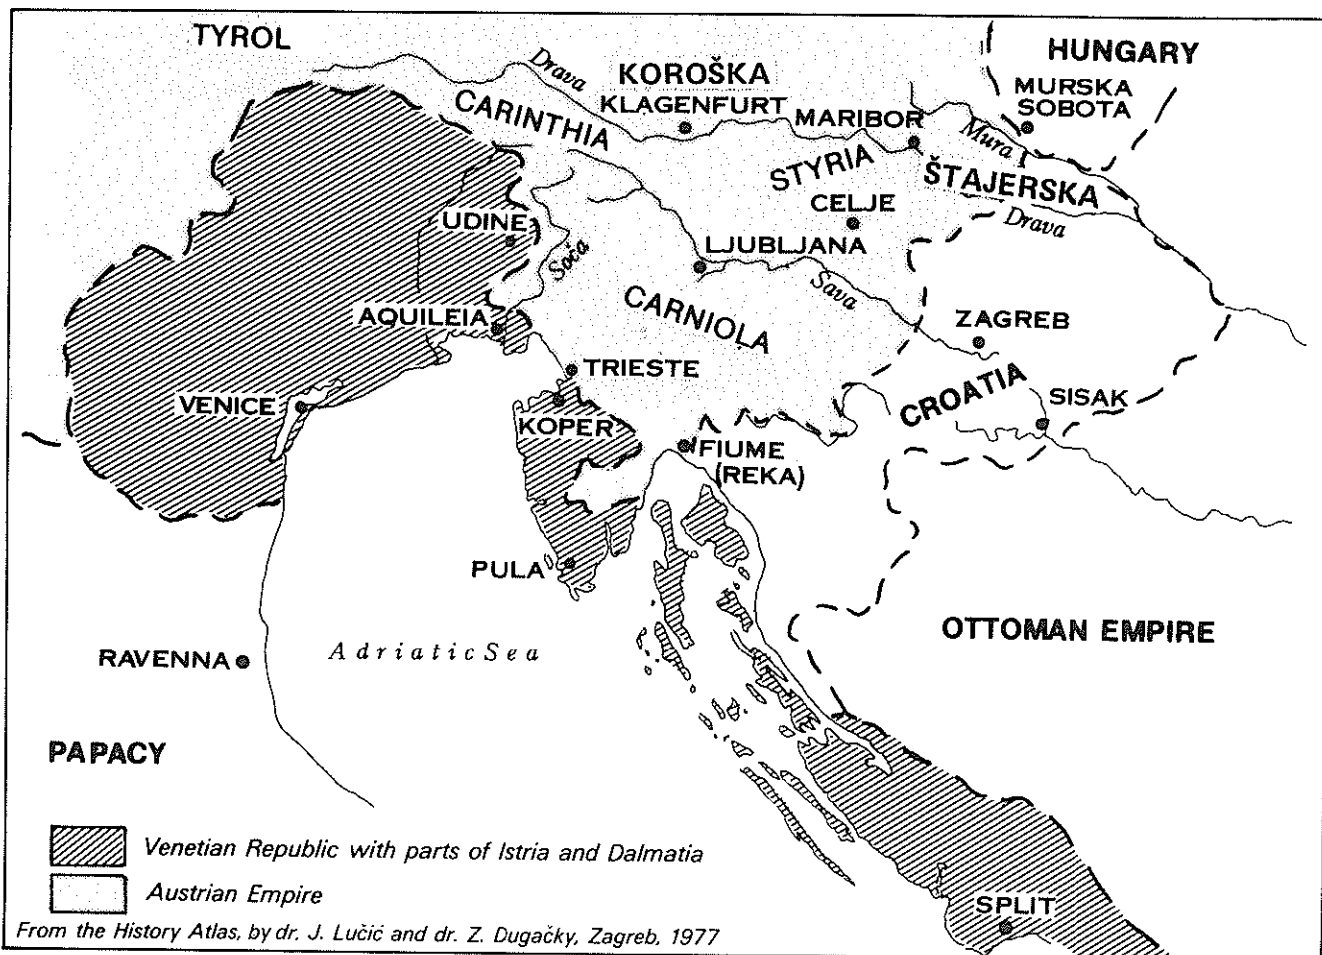 TYROL
Drava
KOROŠKA
KLAGENFURT
HUNGARY
MURSKA
SOBOTA
CARINTHIA
MARIBOR
Mura
STYRIA
ŠTAJERSKA
CELJE
Drava
UDINE
Soča
LJUBLJANA
Sava
AQUILEIA
CARNIOLA
ZAGREB
TRIESTE
VENICE
KOPER
CROATIA
SISAK
FIUME
(REKA)
PULA
OTTOMAN EMPIRE
RAVENNA
Adriatic Sea
PAPACY
Venetian Republic with parts of Istria and Dalmatia
Austrian Empire
SPLIT
From the History Atlas, by dr. J. Lučić and dr. Z. Dugačky, Zagreb, 1977